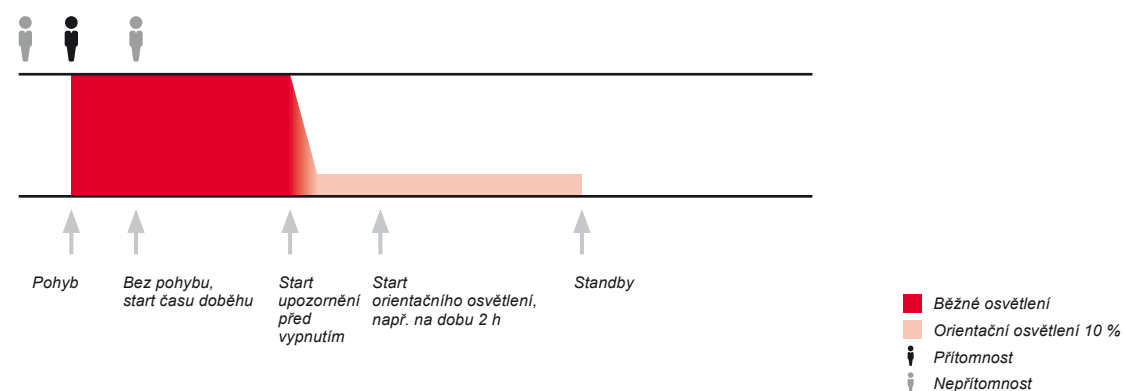 Pohyb
Bez pohybu,
start času doběhu
Start
upozornění
před
vypnutím
Start
orientačního osvětlení,
např. na dobu 2 h
Standby
Běžné osvětlení
Orientační osvětlení 10 %
Přítomnost
Nepřítomnost